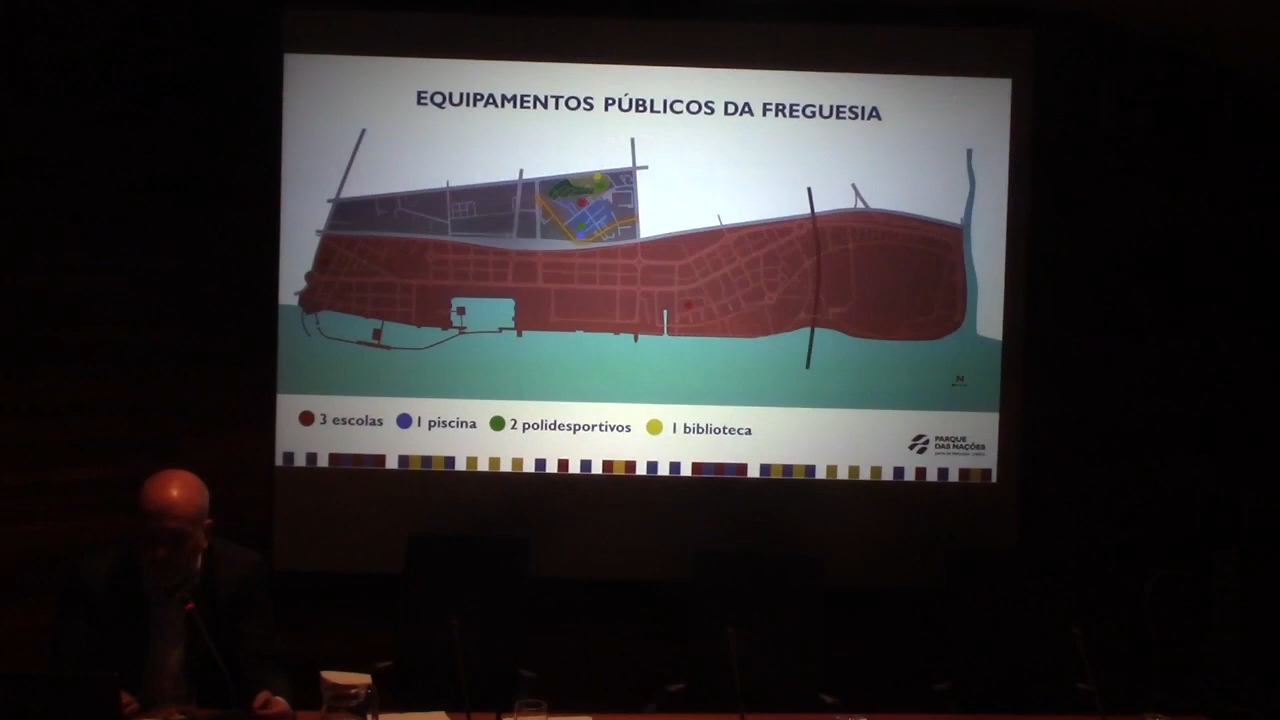 EQUIPAMENTOS PÚBLICOS DA FREGUESIA
N
3 escolas
1 piscina
2 polidesportivos
1 biblioteca
PARQUE
DAS NAÇÕES